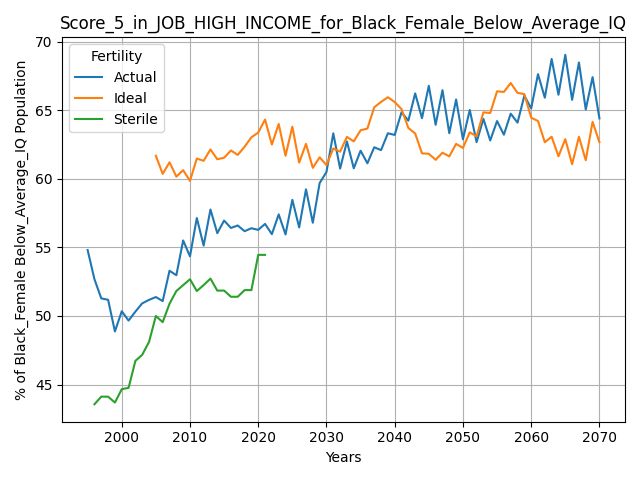 Score_5_in_JOB_HIGH_INCOME_for_Black_Female_Below_Average_IQ
Fertility
Actual
Ideal
Sterile
% of Black_Female Below_Average_IQ Population
70
65
60
55
50
45
2000
2010
2020
2030
2040
2050
2060
2070
Years